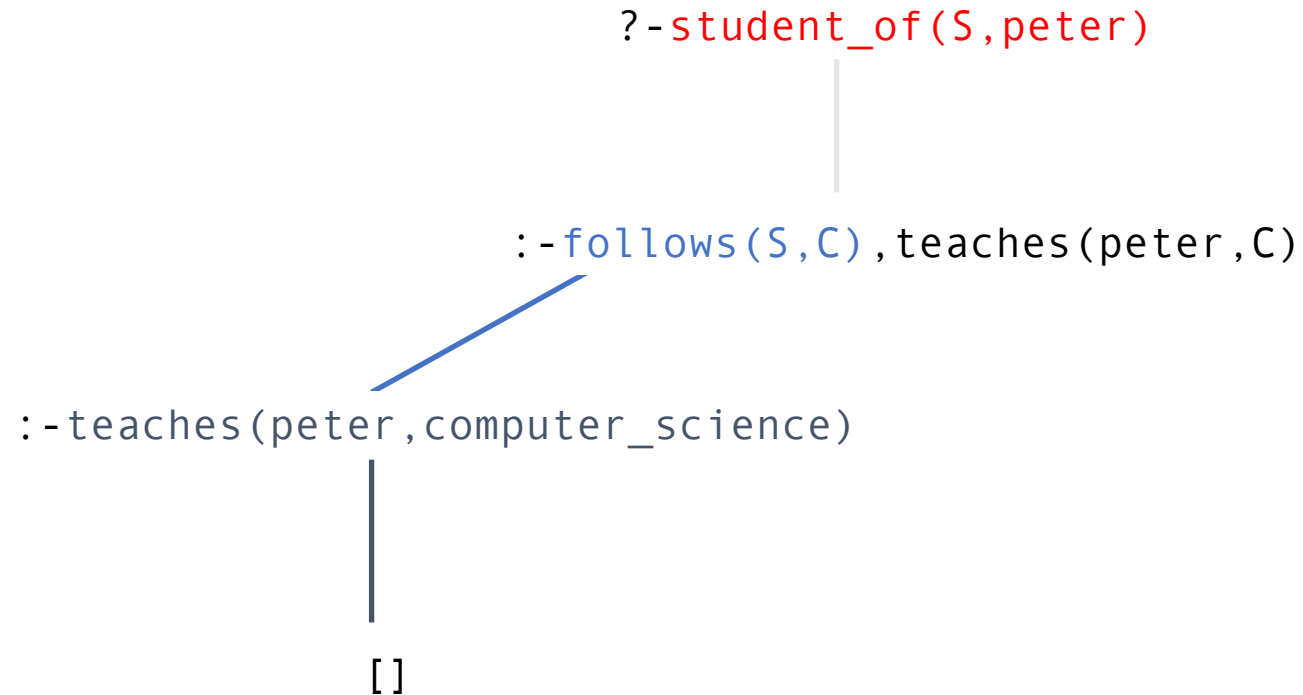 ?-student_of(S,peter)
:-follows(S,C),teaches(peter,C)
:-teaches(peter,computer_science)
[]